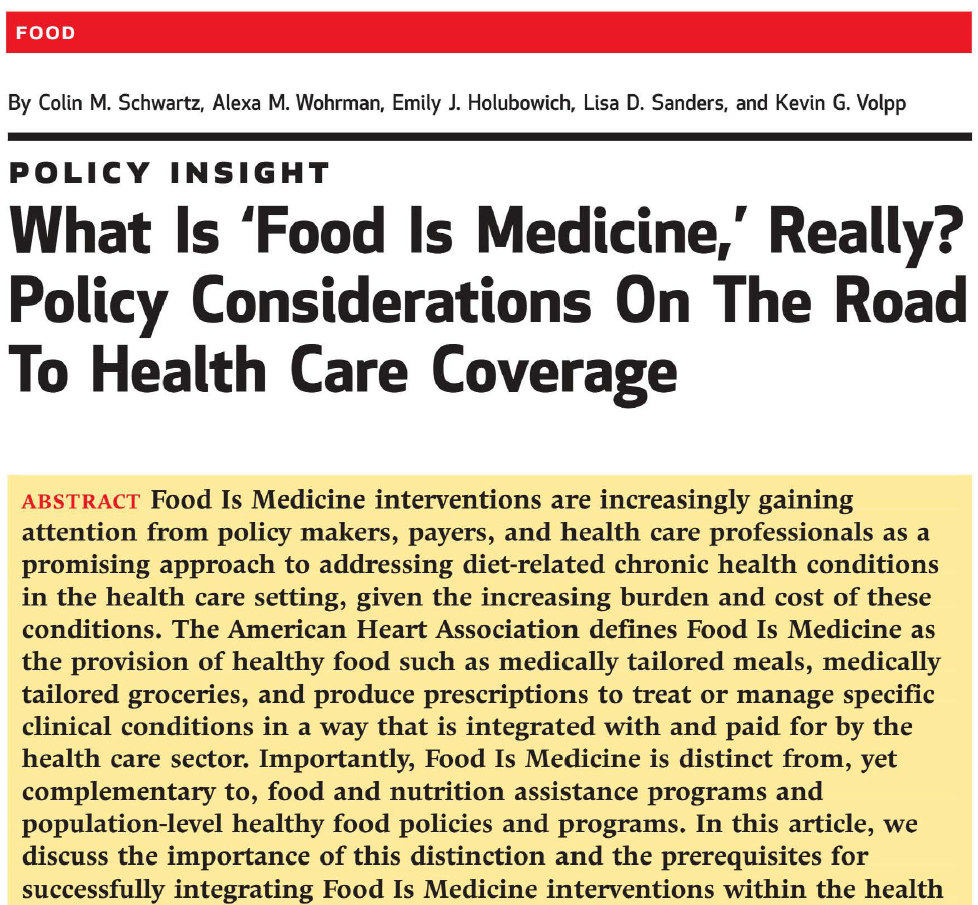 FOOD
By Colin M. Schwartz, Alexa M. Wohrman, Emily J. Holubowich, Lisa D. Sanders, and Kevin G. Volpp
POLICY INSIGHT
What Is ‘Food Is Medicine,’ Really?
Policy Considerations On The Road
To Health Care Coverage
ABSTRACT Food Is Medicine interventions are increasingly gaining
attention from policy makers, payers, and health care professionals as a
promising approach to addressing diet-related chronic health conditions
in the health care setting, given the increasing burden and cost of these
conditions. The American Heart Association defines Food Is Medicine as
the provision of healthy food such as medically tailored meals, medically
tailored groceries, and produce prescriptions to treat or manage specific
clinical conditions in a way that is integrated with and paid for by the
health care sector. Importantly, Food Is Medicine is distinct from, yet
complementary to, food and nutrition assistance programs and
population-level healthy food policies and programs. In this article, we
discuss the importance of this distinction and the prerequisites for
successfully integrating Food Is Medicine interventions within the health